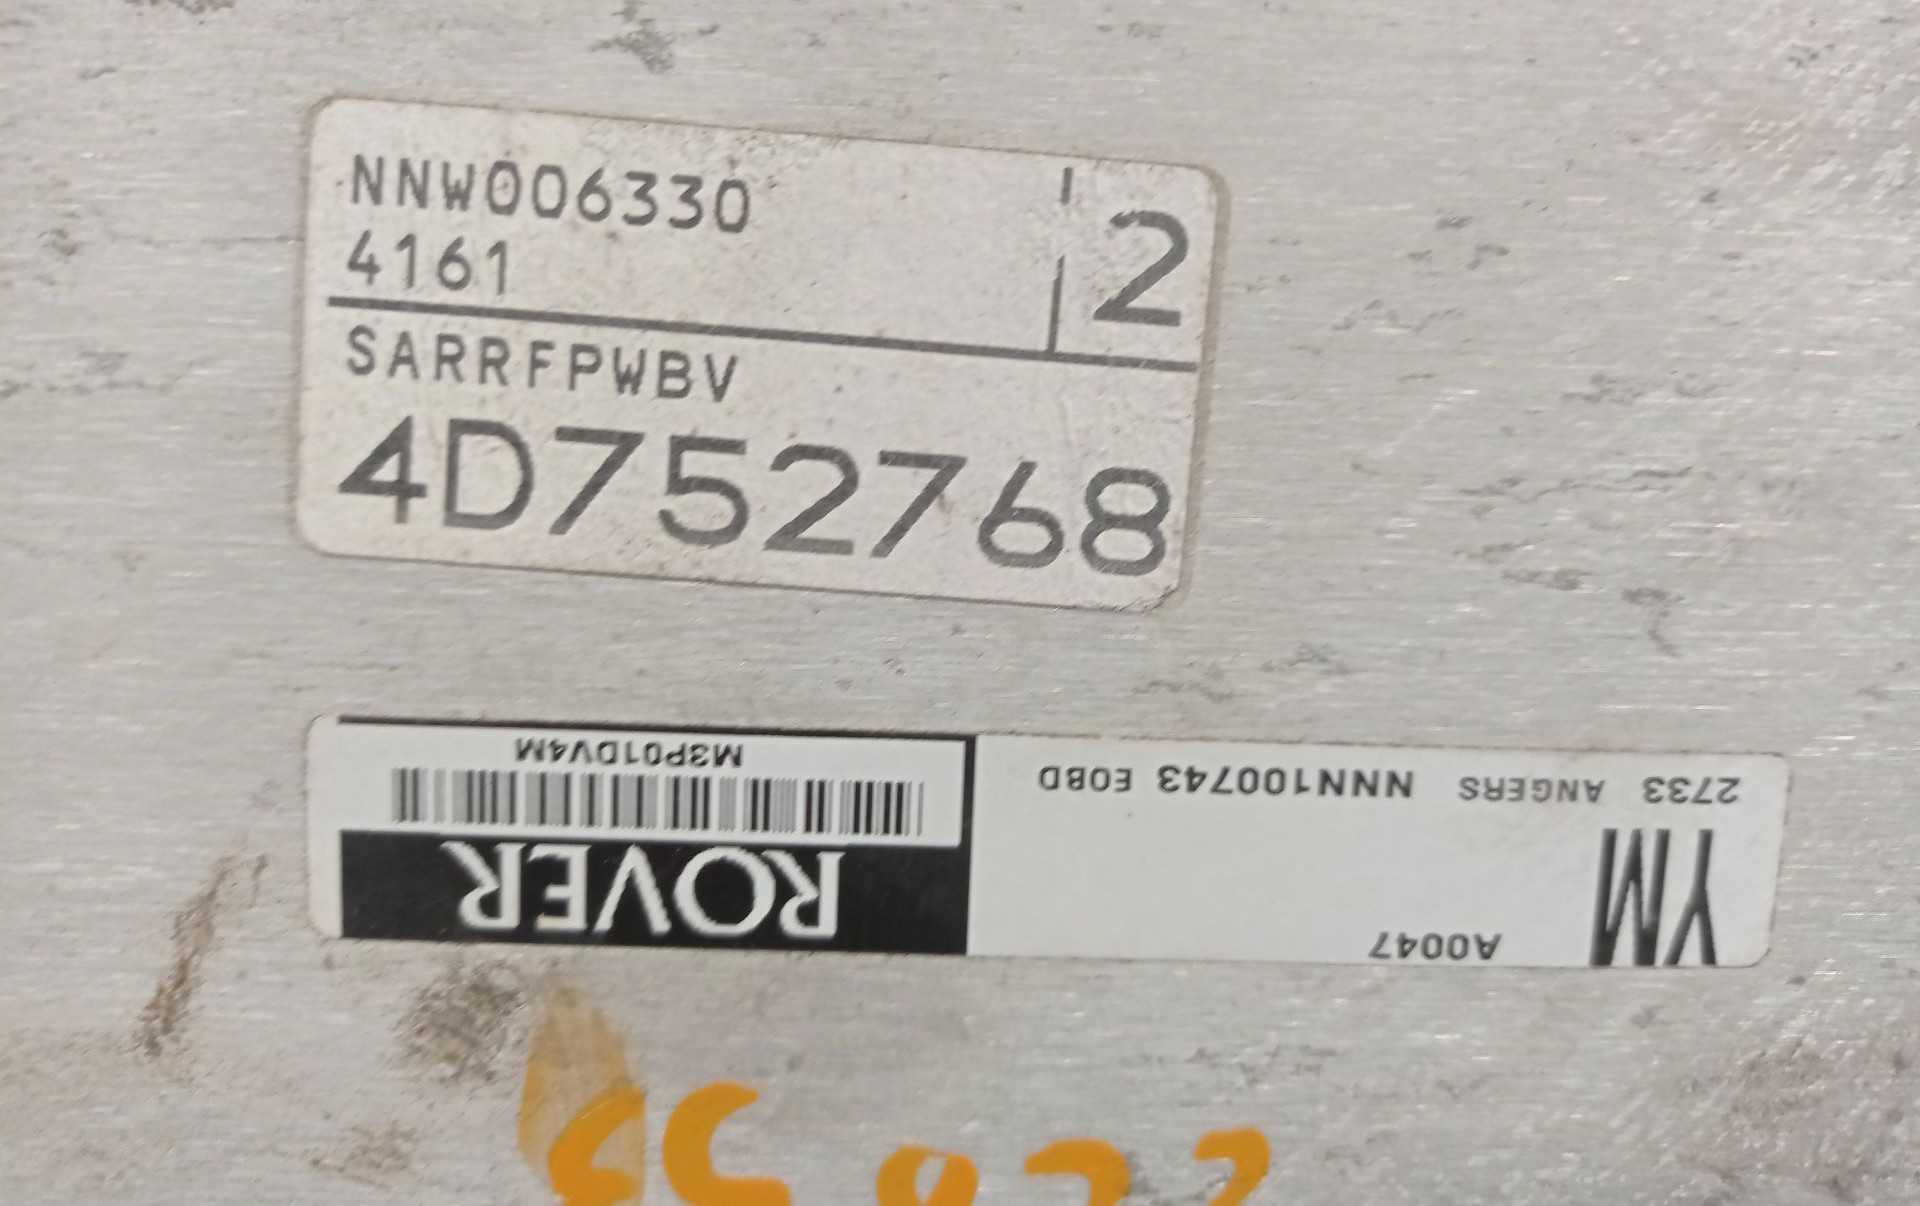 NNW006330
4161
2
SARRFPWBV
4D752768
YM
A0047
2733 ANGERS NNN100743 EOBD
ROVER
M3P01DV4M